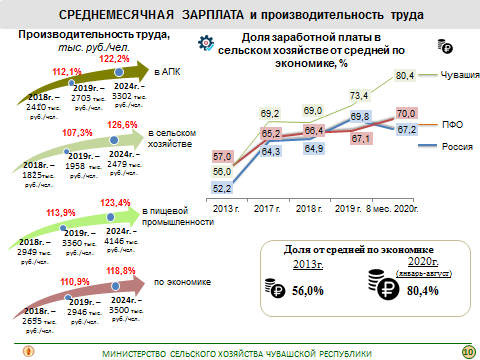 СРЕДНЕМЕСЯЧНАЯ ЗАРПЛАТА и производительность труда
Производительность труда,
тыс. руб./чел.
112,1%
122,2%
в АПК
2018г. –
2410 тыс.
руб./чел.
2019г. –
2703 тыс.
руб./чел.
2024г. –
3302 тыс.
руб./чел.
107,3%
126,6%
в сельском
хозяйстве
2018г. –
1825тыс.
руб./чел.
2019г. –
1958 тыс.
руб./чел.
2024г. –
2479 тыс.
руб./чел.
113,9%
123,4%
в пищевой
промышленности
2018г. –
2949 тыс.
руб./чел.
2019г. –
3360 тыс.
руб./чел.
2024г. –
4146 тыс.
руб./чел.
110,9%
118,8%
по экономике
2018г. –
2655 тыс.
руб./чел.
2019г. –
2946 тыс.
руб./чел.
2024г. –
3500 тыс.
руб./чел.
Доля заработной платы в
сельском хозяйстве от средней по
экономике, %
80,4
Чувашия
69,2
69,0
73,4
57,0
65,2
66,4
69,8
70,0
ПФО
56,0
64,3
64,9
67,1
67,2
Россия
52,2
2013 г.
2017 г.
2018 г.
2019 г.
8 мес. 2020г.
Доля от средней по экономике
2013г.
56,0%
2020г.
(январь-август)
80,4%
МИНИСТЕРСТВО СЕЛЬСКОГО ХОЗЯЙСТВА ЧУВАШСКОЙ РЕСПУБЛИКИ
10